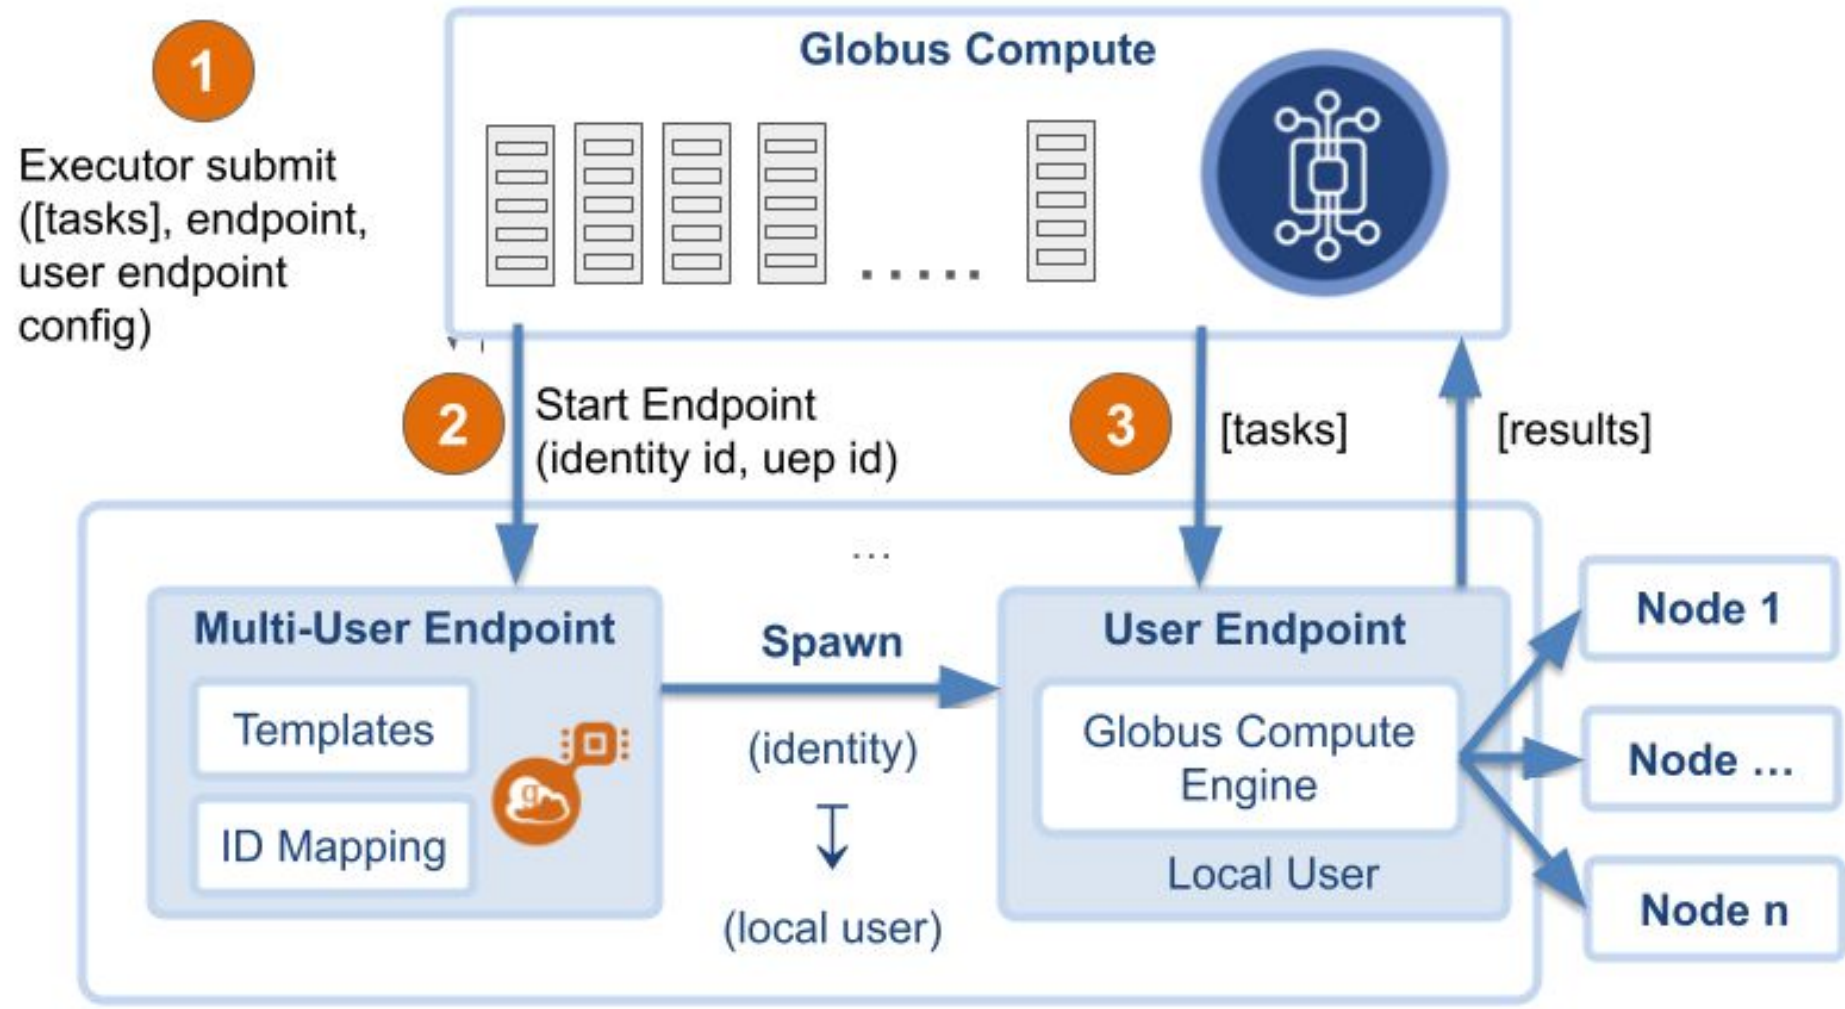 1
Executor submit
([tasks], endpoint,
user endpoint
config)
Globus Compute
.....
2
Start Endpoint
(identity id, uep id)
3
[tasks]
[results]
...
Multi-User Endpoint
Templates
ID Mapping
g
Spawn
(identity)
(local user)
User Endpoint
Globus Compute
Engine
Local User
Node 1
Node ...
Node n